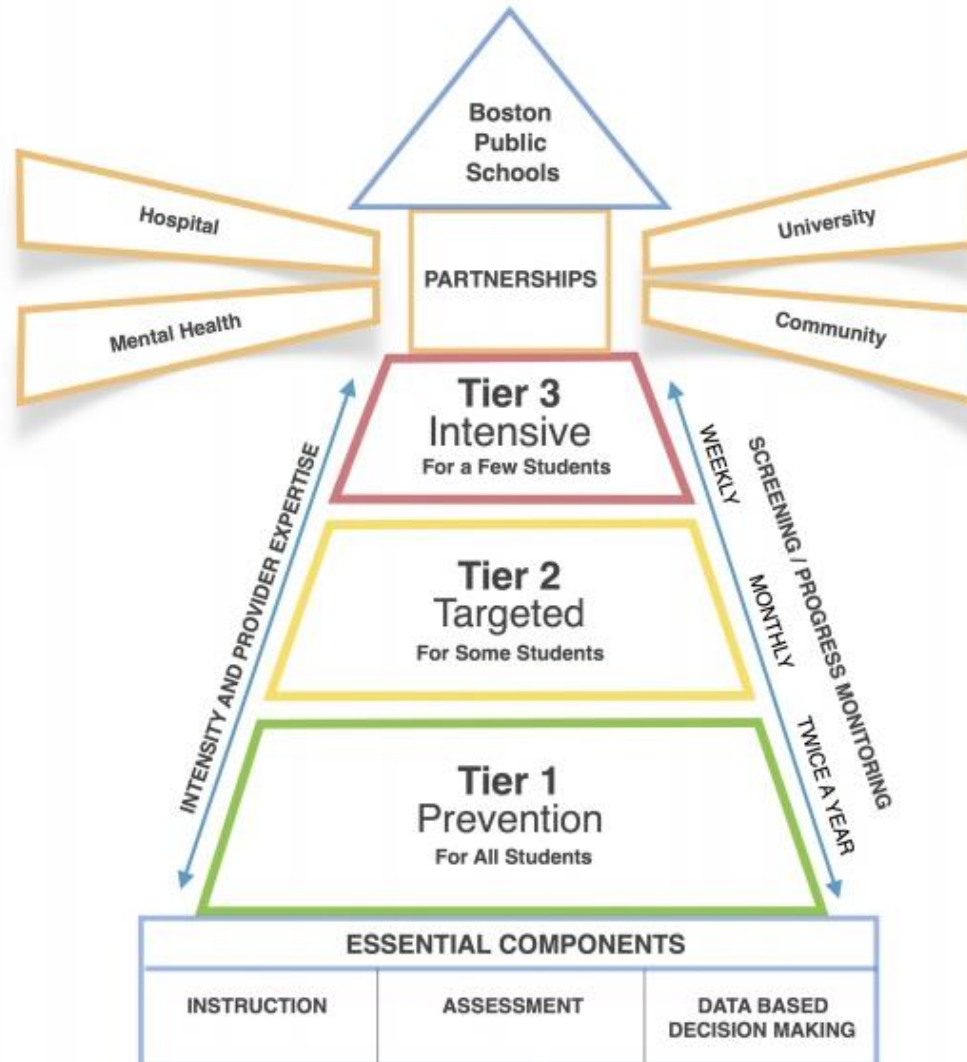 Boston
Public
Schools
Hospital
University
PARTNERSHIPS
Mental Health
Community
Tier 3
Intensive
For a Few Students
WEEKLY
SCREENING / PROGRESS MONITORING
INTENSITY AND PROVIDER EXPERTISE
Tier 2
Targeted
For Some Students
MONTHLY
Tier 1
Prevention
For All Students
TWICE A YEAR
ESSENTIAL COMPONENTS
INSTRUCTION
ASSESSMENT
DATA BASED
DECISION MAKING